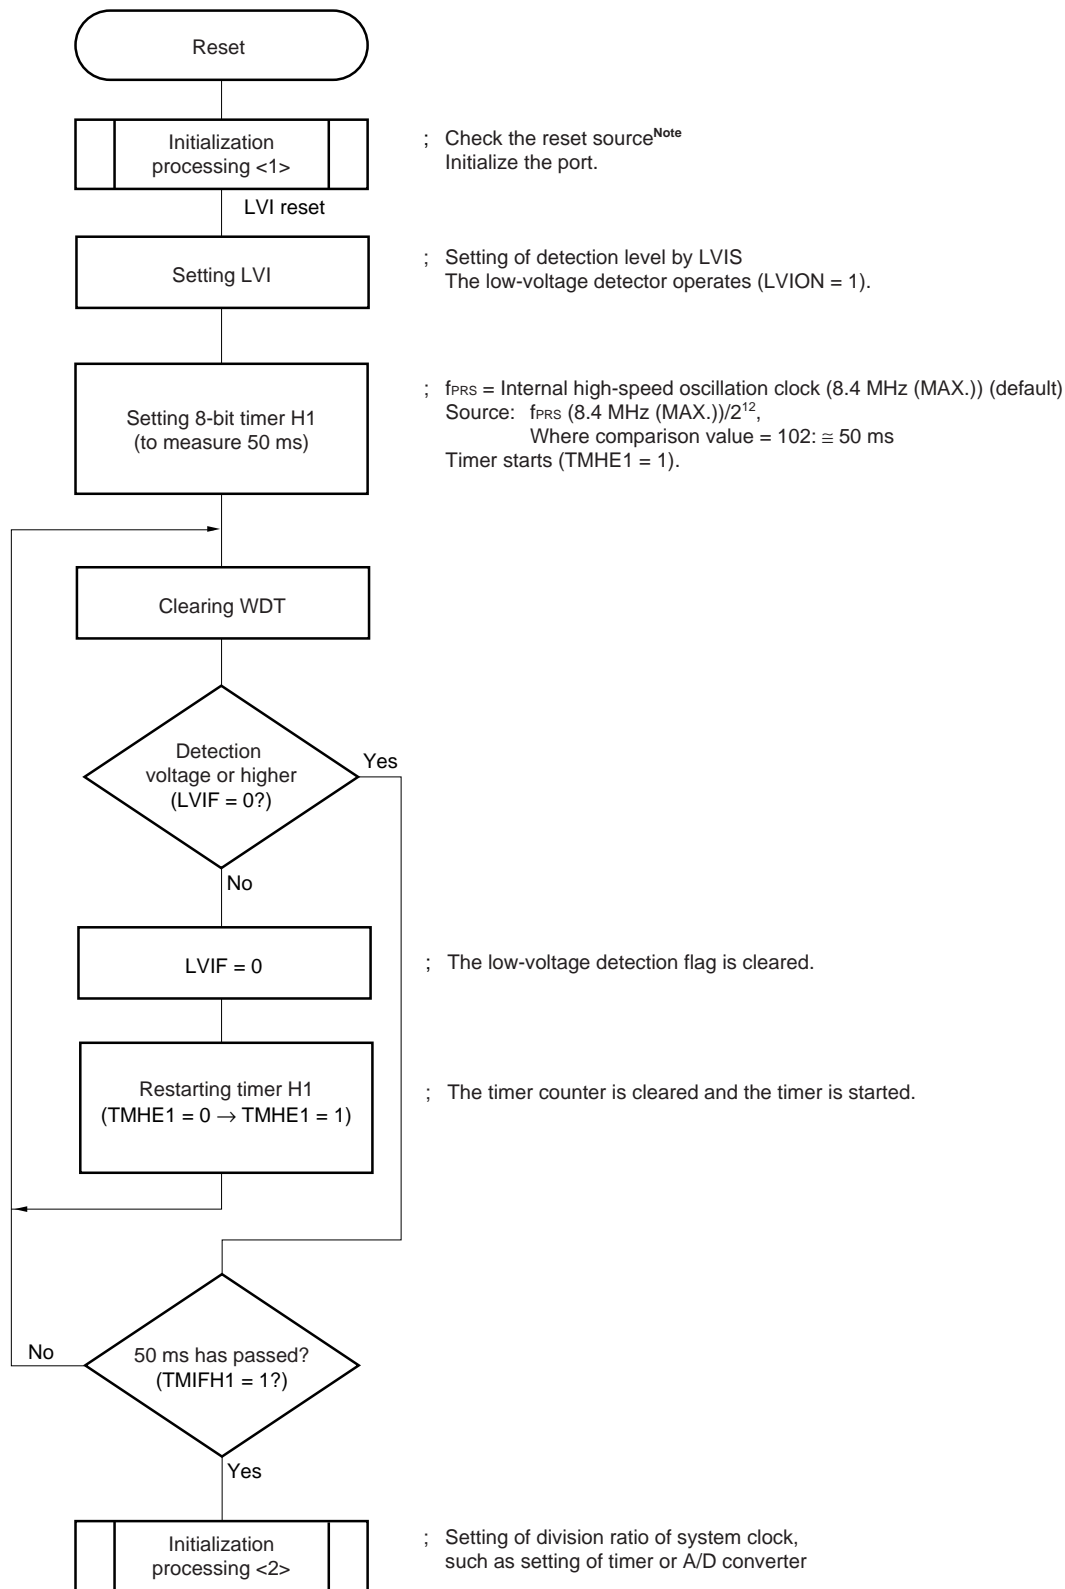 Reset
Initialization
processing <1>
; Check the reset sourceNote
Initialize the port.
LVI reset
Setting LVI
; Setting of detection level by LVIS
The low-voltage detector operates (LVION = 1).
Setting 8-bit timer H1
(to measure 50 ms)
; fPRS = Internal high-speed oscillation clock (8.4 MHz (MAX.)) (default)
Source: fPRS (8.4 MHz (MAX.))/2¹²,
Where comparison value = 102: ≅ 50 ms
Timer starts (TMHE1 = 1).
Clearing WDT
Detection
voltage or higher
(LVIF = 0?)
Yes
No
LVIF = 0
; The low-voltage detection flag is cleared.
Restarting timer H1
(TMHE1 = 0 → TMHE1 = 1)
; The timer counter is cleared and the timer is started.
No
50 ms has passed?
(TMIFH1 = 1?)
Yes
Initialization
processing <2>
; Setting of division ratio of system clock,
such as setting of timer or A/D converter